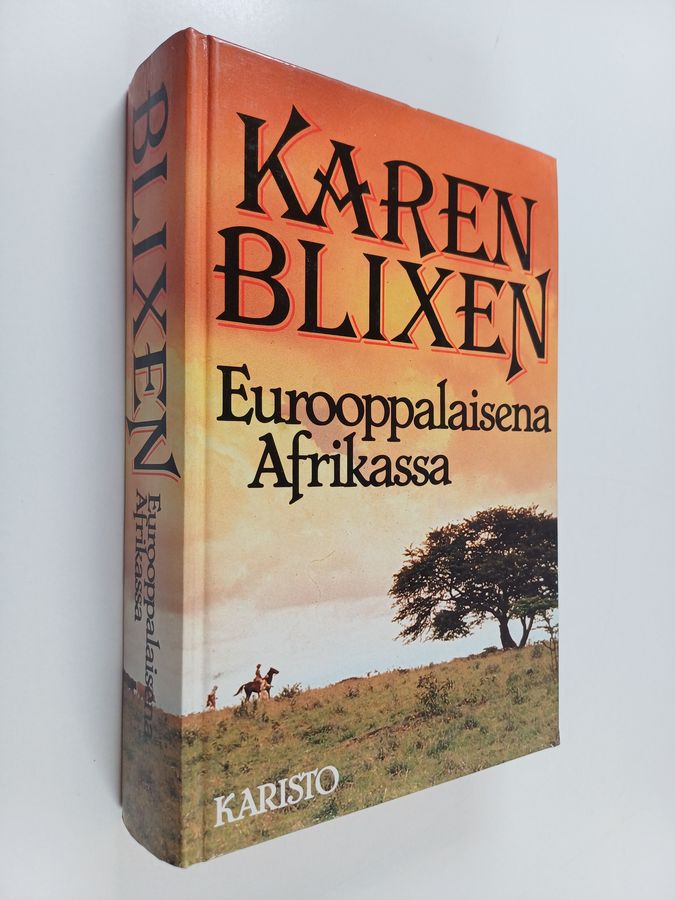 BLIXEN
Eurooppalaisena
Afrikassa
KAREN
BLIXEN
Eurooppalaisena
Afrikassa
KARISTO